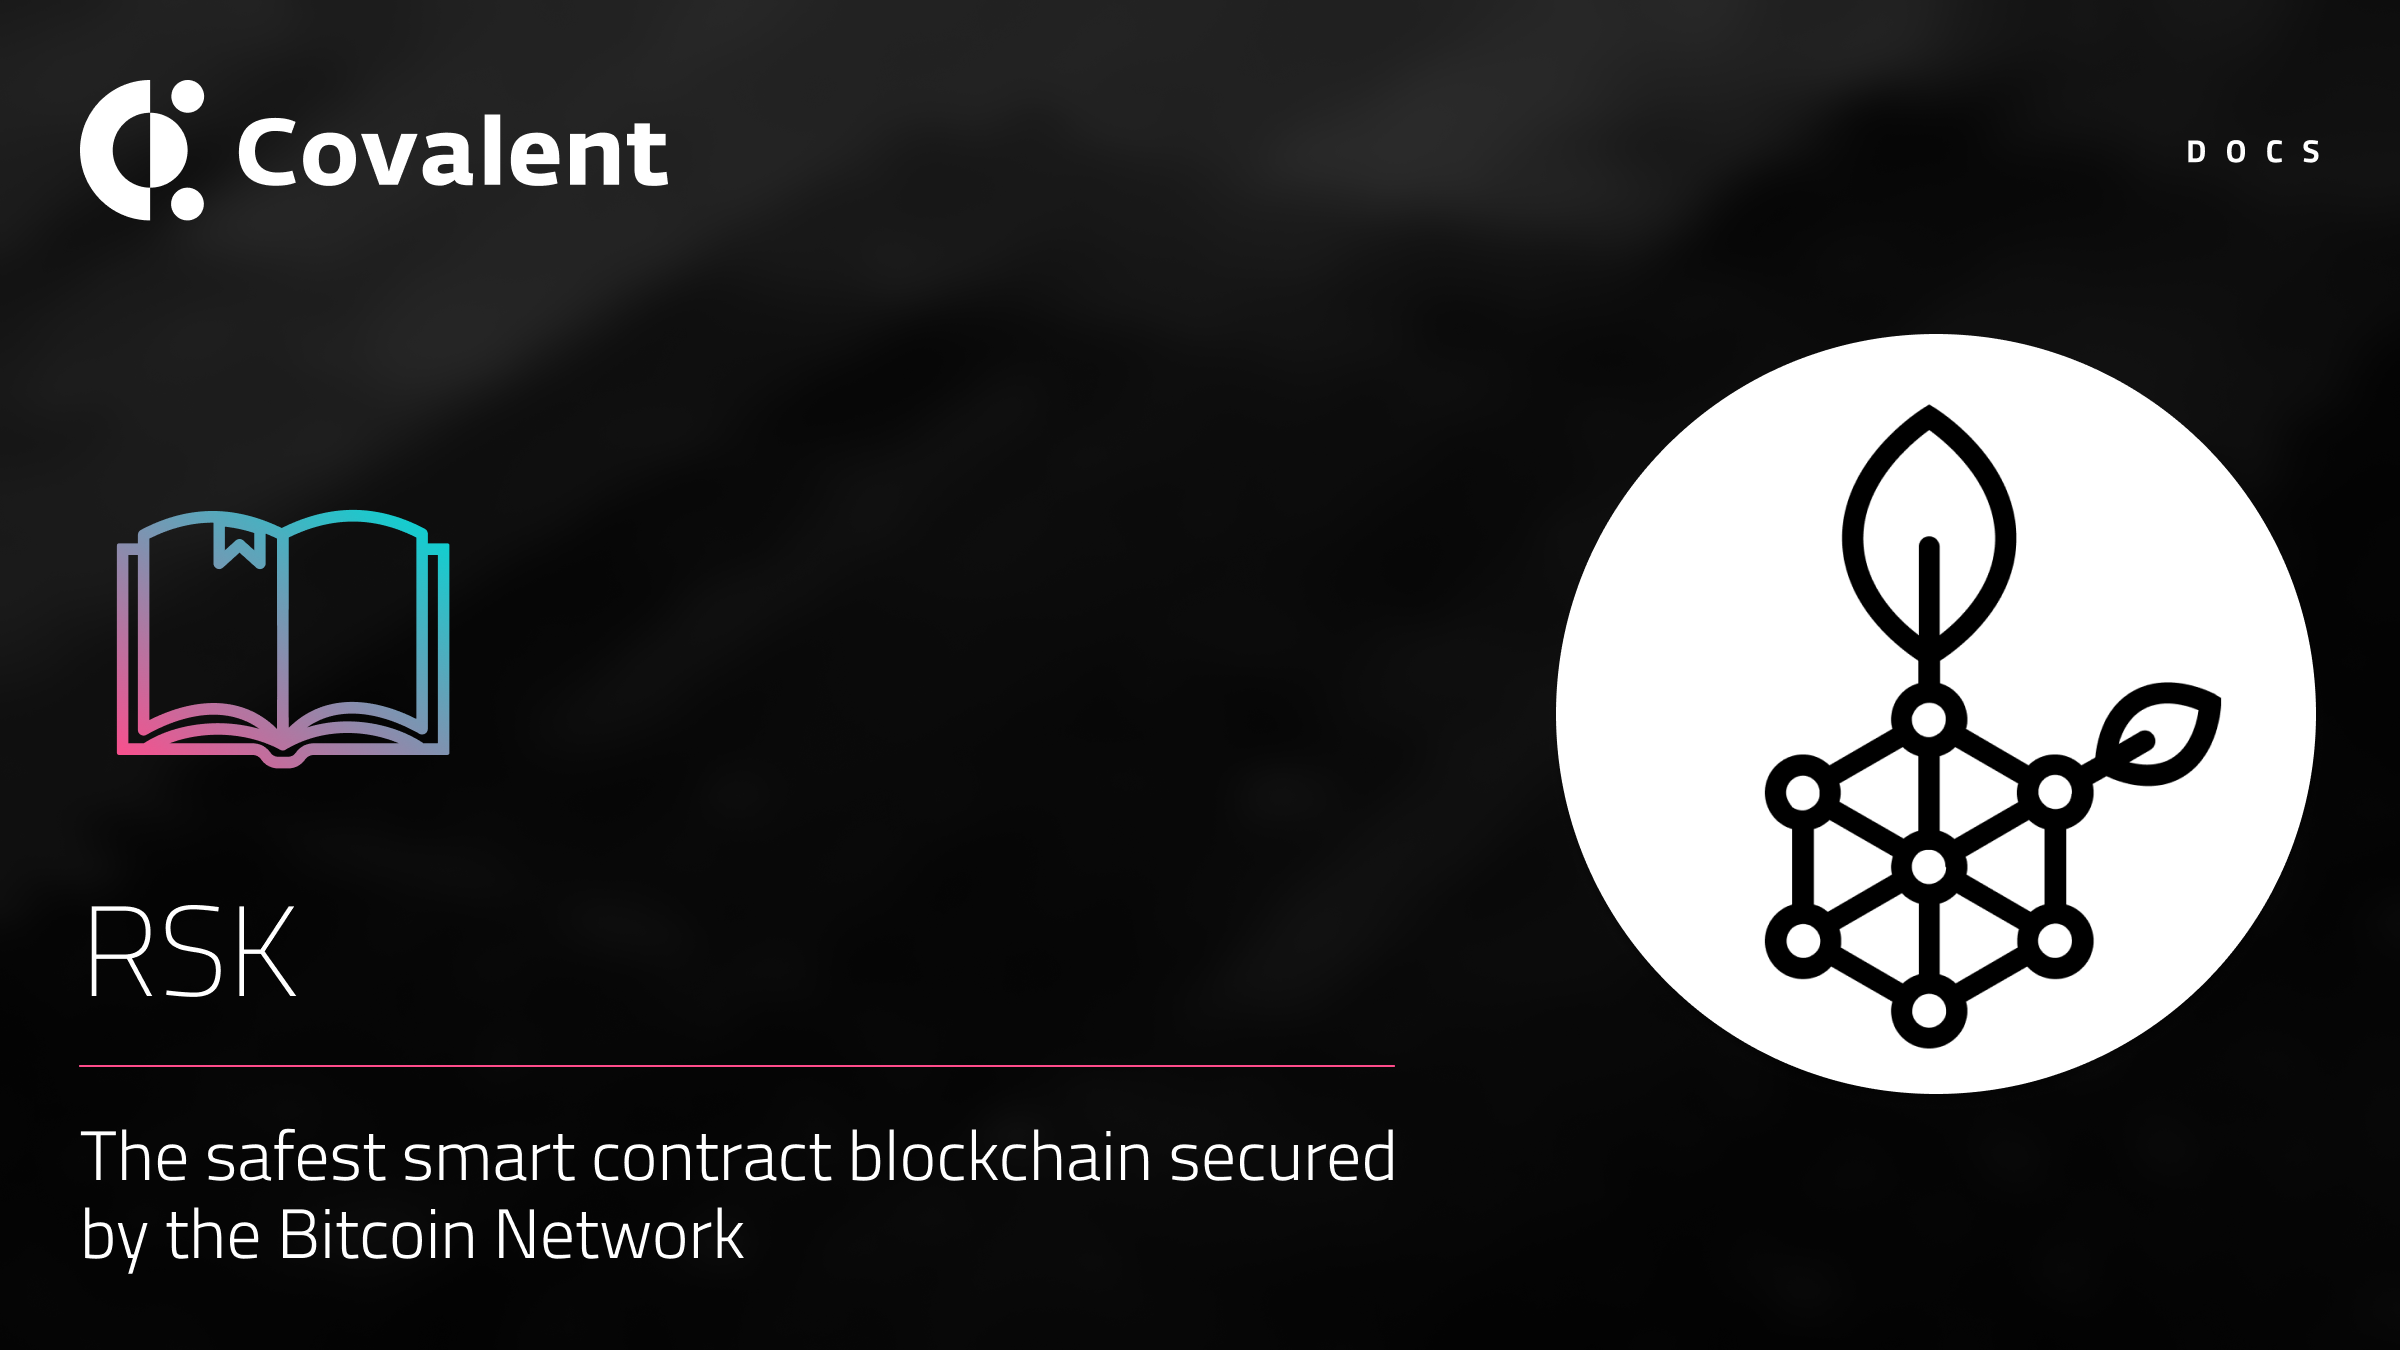 Covalent
DOCS
RSK
The safest smart contract blockchain secured
by the Bitcoin Network